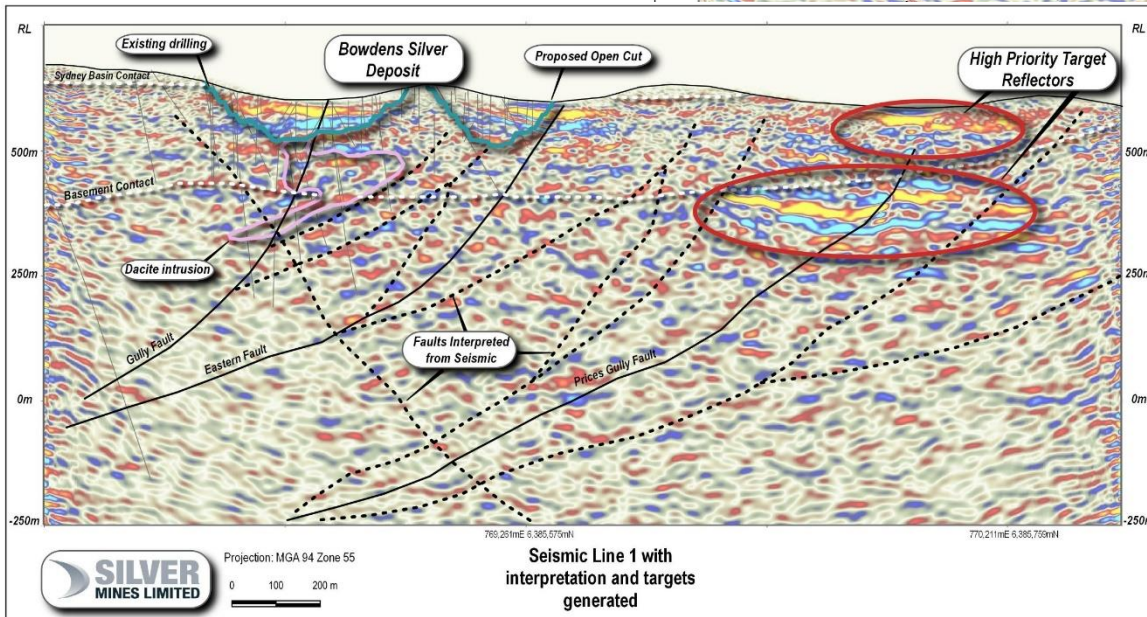 RL
RL
Existing drilling
Bowdens Silver
Deposit
Proposed Open Cut
High Priority Target
Reflectors
Sydney Basin Contact
500m
500m
Basement Contact
Dacite intrusion
250m
250m
Gully Fault
Eastern Fault
Faults Interpreted
from Seismic
Prices Gully Fault
0m
0m
-250m
-250m
769,261mE 6,385,575mN
770,211mE 6,385,759mN
SILVER
MINES LIMITED
Projection: MGA 94 Zone 55
0 100 200 m
Seismic Line 1 with
interpretation and targets
generated